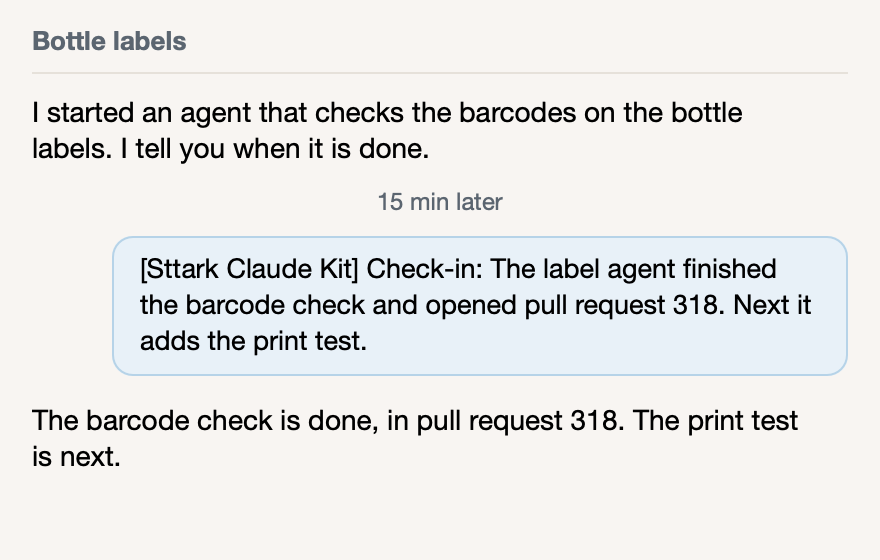 Bottle labels
I started an agent that checks the barcodes on the bottle
labels. I tell you when it is done.
15 min later
[Sttark Claude Kit] Check-in: The label agent finished
the barcode check and opened pull request 318. Next it
adds the print test.
The barcode check is done, in pull request 318. The print test
is next.